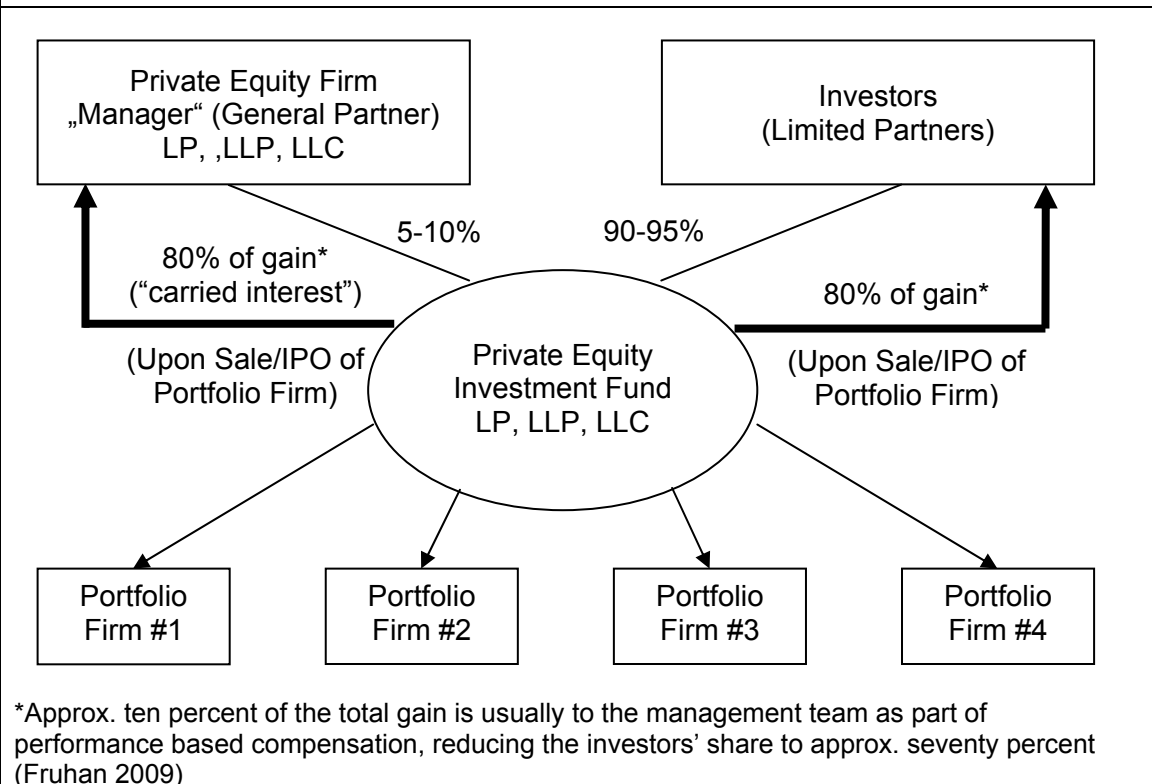 Private Equity Firm
„Manager“ (General Partner)
LP, ,LLP, LLC
Investors
(Limited Partners)
5-10%
90-95%
80% of gain*
(“carried interest”)
80% of gain*
(Upon Sale/IPO of
Portfolio Firm)
Private Equity
Investment Fund
LP, LLP, LLC
(Upon Sale/IPO of
Portfolio Firm)
Portfolio
Firm #1
Portfolio
Firm #2
Portfolio
Firm #3
Portfolio
Firm #4
*Approx. ten percent of the total gain is usually to the management team as part of
performance based compensation, reducing the investors’ share to approx. seventy percent
(Fruhan 2009)